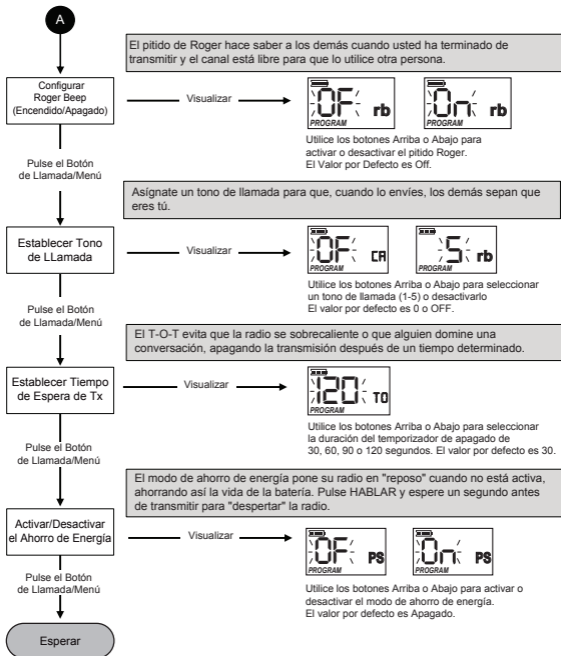 A
El pitido de Roger hace saber a los demás cuando usted ha terminado de
transmitir y el canal está libre para que lo utilice otra persona.
Configurar
Roger Beep
(Encendido/Apagado)
Visualizar
OF rb
PROGRAM
On rb
PROGRAM
Utilice los botones Arriba o Abajo para
activar o desactivar el pitido Roger.
El Valor por Defecto es Off.
Pulse el Botón
de Llamada/Menú
Asígnate un tono de llamada para que, cuando lo envíes, los demás sepan que
eres tú.
Establecer Tono
de LLamada
Visualizar
OF CA
PROGRAM
5 rb
PROGRAM
Utilice los botones Arriba o Abajo para seleccionar
un tono de llamada (1-5) o desactivarlo
El valor por defecto es 0 o OFF.
Pulse el Botón
de Llamada/Menú
El T-O-T evita que la radio se sobrecaliente o que alguien domine una
conversación, apagando la transmisión después de un tiempo determinado.
Establecer Tiempo
de Espera de Tx
Visualizar
120 TO
PROGRAM
Utilice los botones Arriba o Abajo para seleccionar
la duración del temporizador de apagado de
30, 60, 90 o 120 segundos. El valor por defecto es 30.
Pulse el Botón
de Llamada/Menú
El modo de ahorro de energía pone su radio en "reposo" cuando no está activa,
ahorrando así la vida de la batería. Pulse HABLAR y espere un segundo antes
de transmitir para "despertar" la radio.
Activar/Desactivar
el Ahorro de Energía
Visualizar
OF PS
PROGRAM
On PS
PROGRAM
Utilice los botones Arriba o Abajo para activar o
desactivar el modo de ahorro de energía.
El valor por defecto es Apagado.
Pulse el Botón
de Llamada/Menú
Esperar